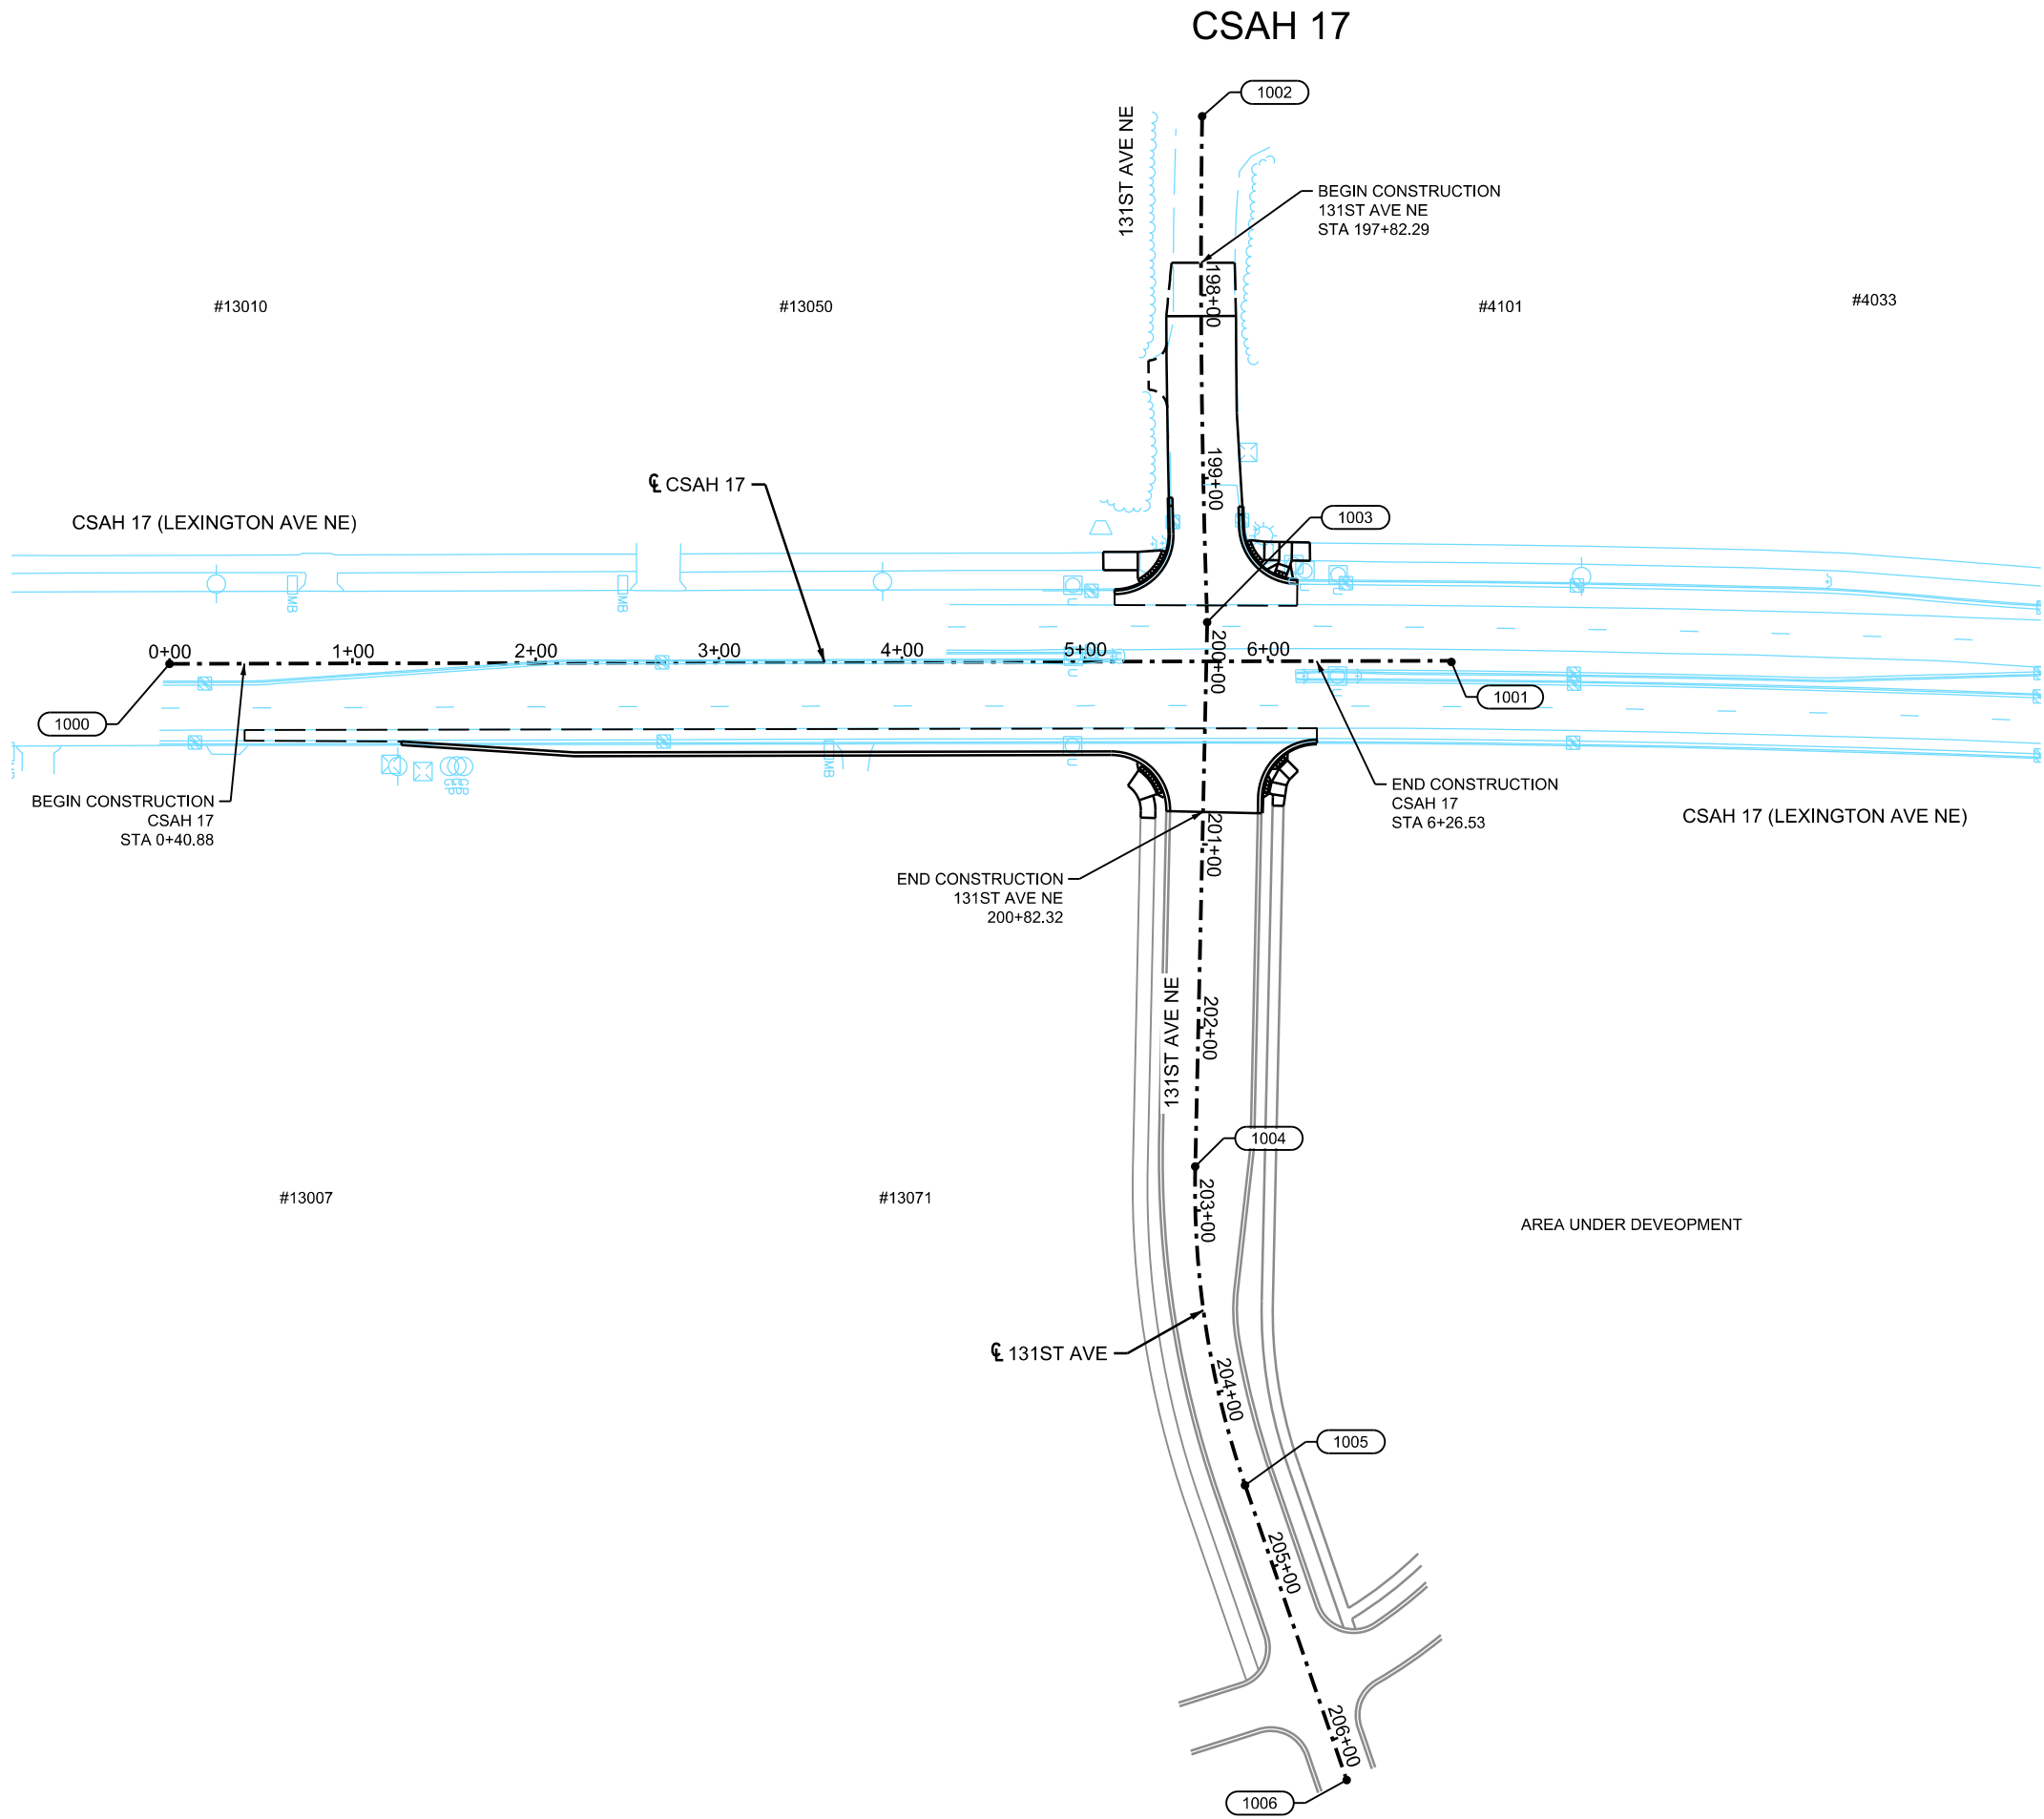 CSAH 17
1002
131ST AVE NE
BEGIN CONSTRUCTION
131ST AVE NE
STA 197+82.29
198+00
#13010
#13050
#4101
#4033
199+00
℄ CSAH 17
CSAH 17 (LEXINGTON AVE NE)
1003
MB
MB
U
U
U
0+00
1+00
2+00
3+00
4+00
5+00
6+00
200+00
U
U
1000
1001
MB
U
GP
GP
BEGIN CONSTRUCTION
CSAH 17
STA 0+40.88
END CONSTRUCTION
CSAH 17
STA 6+26.53
CSAH 17 (LEXINGTON AVE NE)
201+00
END CONSTRUCTION
131ST AVE NE
200+82.32
131ST AVE NE
202+00
1004
203+00
#13007
#13071
AREA UNDER DEVEOPMENT
℄ 131ST AVE
204+00
1005
205+00
206+00
1006